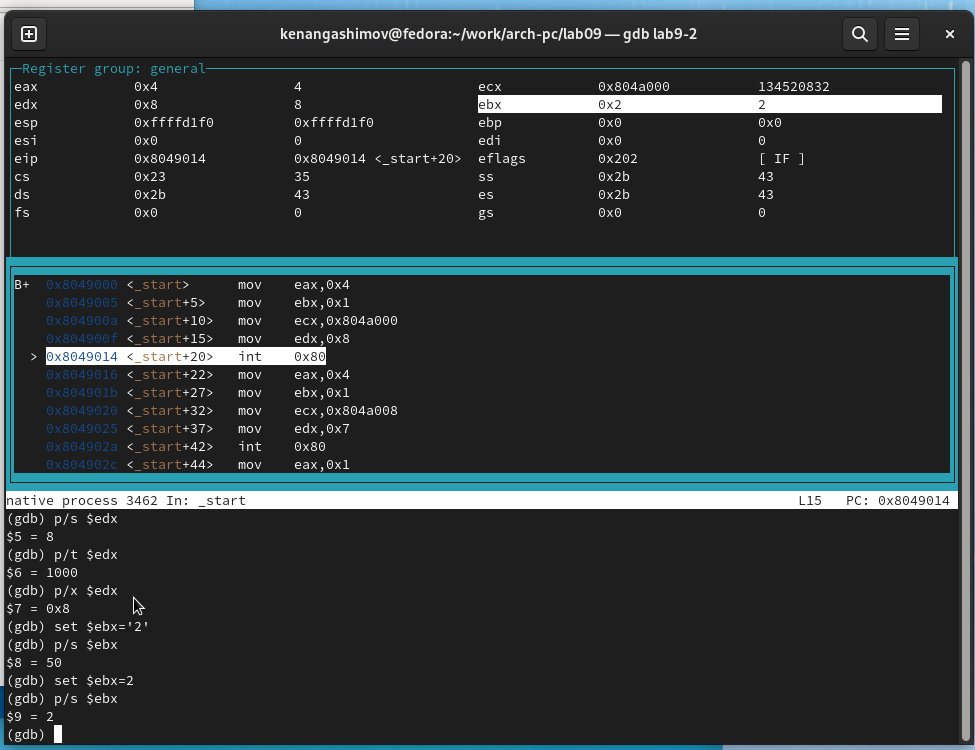 kenangashimov@fedora:~/work/arch-pc/lab09 — gdb lab9-2
Register group: general
eax 0x4 4 ecx 0x804a000 134520832
edx 0x8 8 ebx 0x2 2
esp 0xffffd1f0 0xffffd1f0 ebp 0x0 0x0
esi 0x0 0 edi 0x0 0
eip 0x8049014 0x8049014 <_start+20> eflags 0x202 [ IF ]
cs 0x23 35 ss 0x2b 43
ds 0x2b 43 es 0x2b 43
fs 0x0 0 gs 0x0 0
B+ 0x8049000 <_start> mov eax,0x4
0x8049005 <_start+5> mov ebx,0x1
0x804900a <_start+10> mov ecx,0x804a000
0x804900f <_start+15> mov edx,0x8
> 0x8049014 <_start+20> int 0x80
0x8049016 <_start+22> mov eax,0x4
0x804901b <_start+27> mov ebx,0x1
0x8049020 <_start+32> mov ecx,0x804a008
0x8049025 <_start+37> mov edx,0x7
0x804902a <_start+42> int 0x80
0x804902c <_start+44> mov eax,0x1
native process 3462 In: _start L15 PC: 0x8049014
(gdb) p/s $edx
$5 = 8
(gdb) p/t $edx
$6 = 1000
(gdb) p/x $edx
$7 = 0x8
(gdb) set $ebx='2'
(gdb) p/s $ebx
$8 = 50
(gdb) set $ebx=2
(gdb) p/s $ebx
$9 = 2
(gdb)